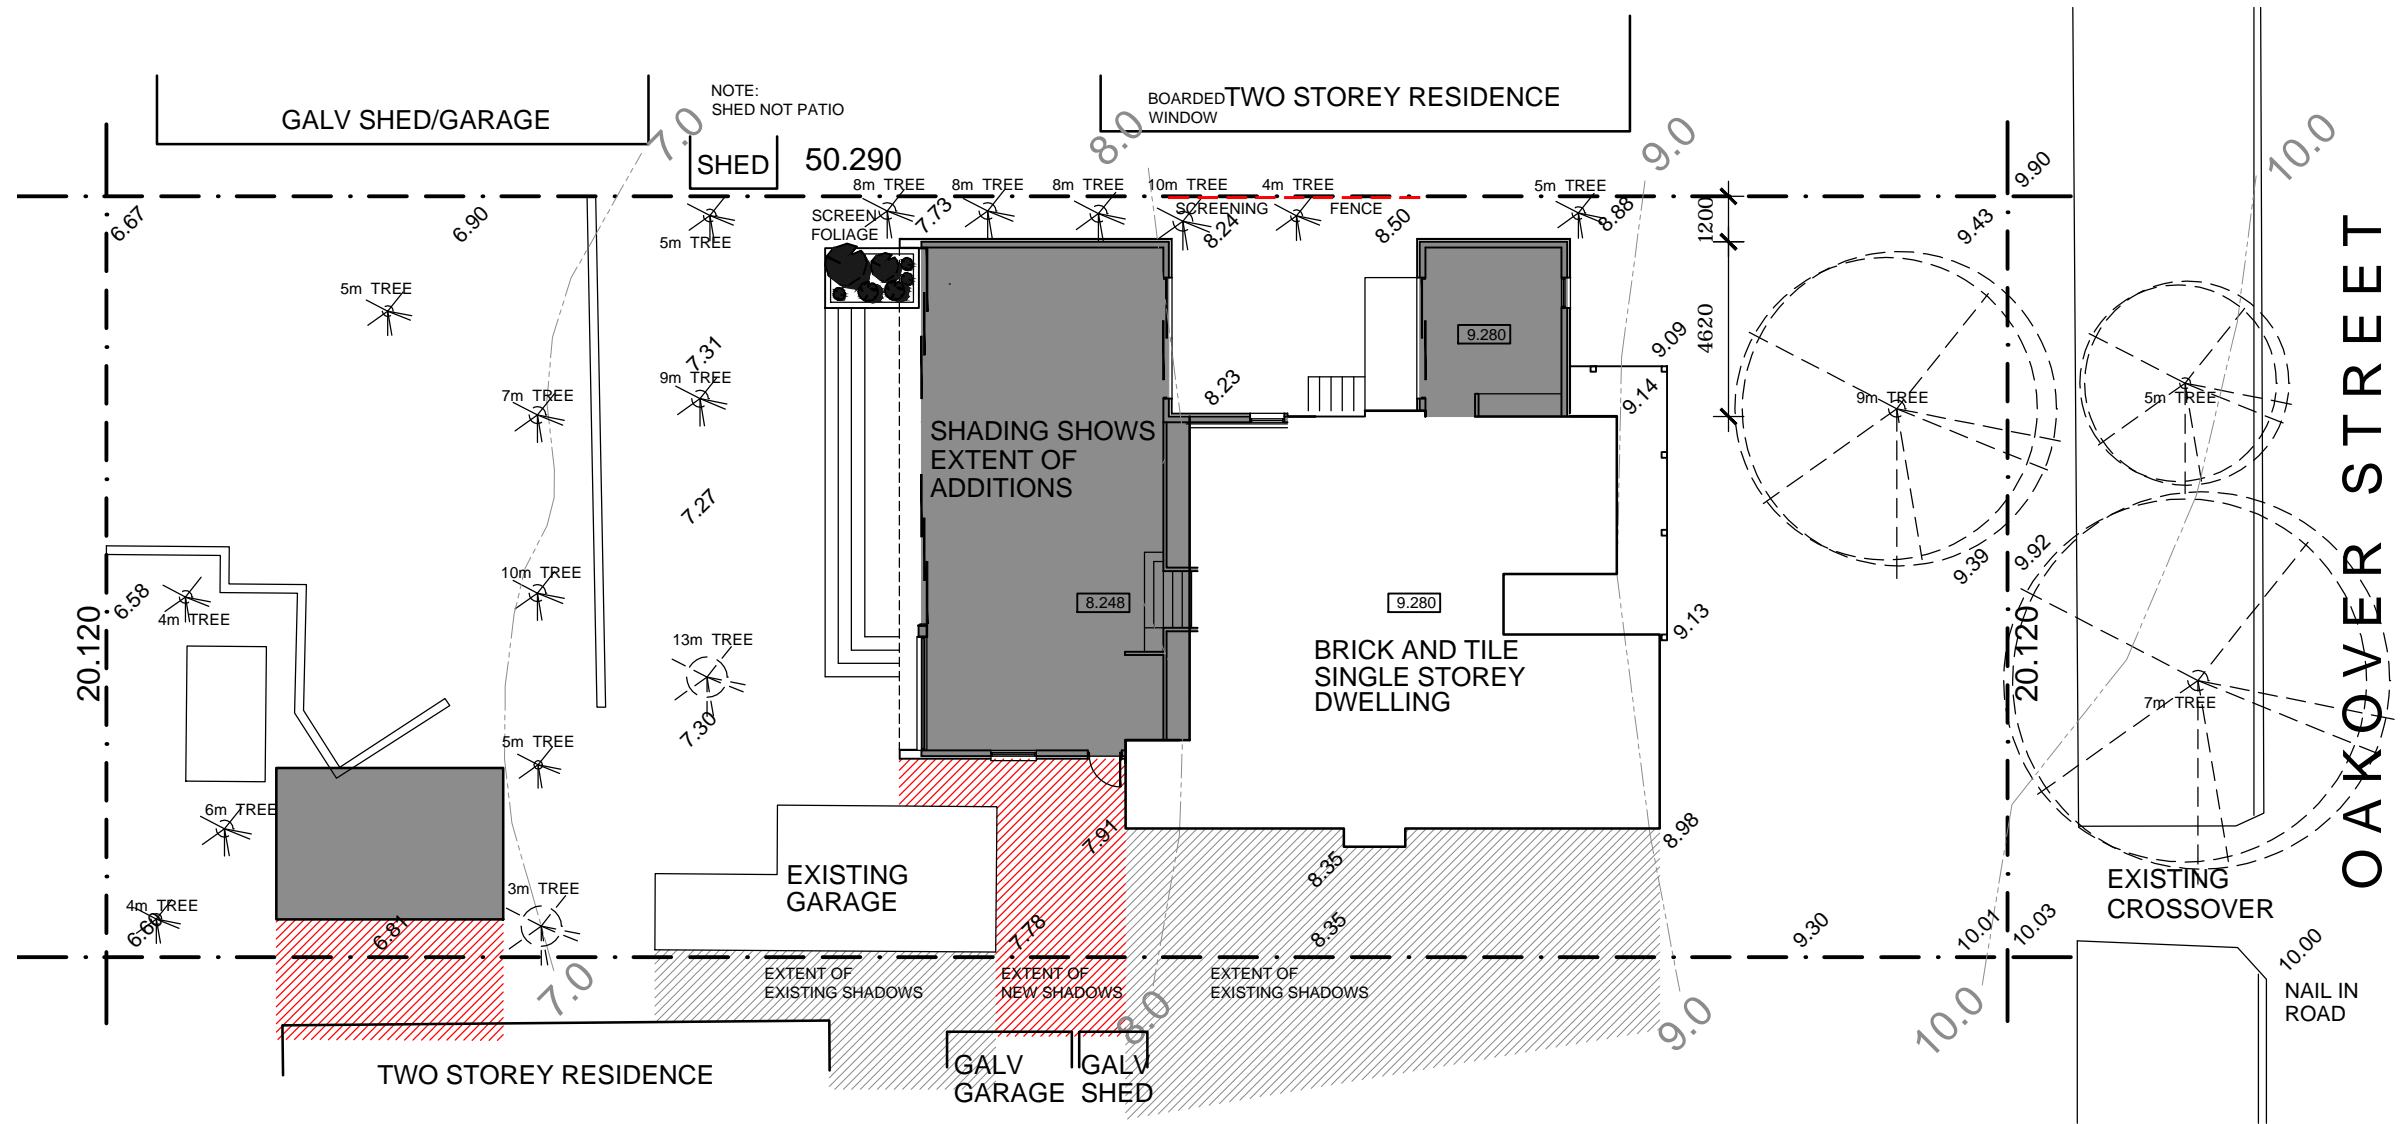 GALV SHED/GARAGE
NOTE:
SHED NOT PATIO
SHED
50.290
BOARDED
WINDOW
TWO STOREY RESIDENCE
7.0
8.0
9.0
10.0
9.90
6.67
6.90
5m TREE
SCREEN
FOLIAGE
8m TREE
7.73
8m TREE
8m TREE
10m TREE
4m TREE
SCREENING
FENCE
8.24
8.50
5m TREE
8.88
1200
9.43
5m TREE
7.31
9m TREE
7m TREE
8.23
9.280
9.09
4620
9.14
9m TREE
5m TREE
SHADING SHOWS
EXTENT OF
ADDITIONS
7.27
10m TREE
6.58
4m TREE
20.120
8.248
9.280
9.39
9.92
9.13
20.120
OAKOVER STREET
13m TREE
7.30
BRICK AND TILE
SINGLE STOREY
DWELLING
7m TREE
5m TREE
6m TREE
7.91
8.35
8.98
EXISTING
GARAGE
3m TREE
4m TREE
6.60
6.81
7.78
8.35
9.30
10.01
10.03
EXISTING
CROSSOVER
10.00
NAIL IN
ROAD
EXTENT OF
EXISTING SHADOWS
EXTENT OF
NEW SHADOWS
EXTENT OF
EXISTING SHADOWS
7.0
8.0
9.0
10.0
TWO STOREY RESIDENCE
GALV
GARAGE
GALV
SHED